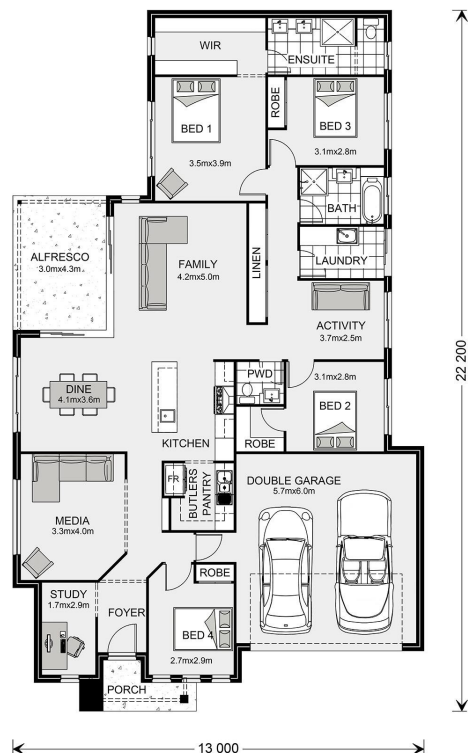 WIR
ENSUITE
ROBE
BED 1
3.5mx3.9m
BED 3
3.1mx2.8m
BATH
ALFRESCO
3.0mx4.3m
FAMILY
4.2mx5.0m
LINEN
LAUNDRY
ACTIVITY
3.7mx2.5m
DINE
4.1mx3.6m
PWD
3.1mx2.8m
BED 2
KITCHEN
ROBE
FR
BUTLERS
PANTRY
DOUBLE GARAGE
5.7mx6.0m
MEDIA
3.3mx4.0m
STUDY
1.7mx2.9m
FOYER
ROBE
BED 4
2.7mx2.9m
PORCH
22 200
13 000